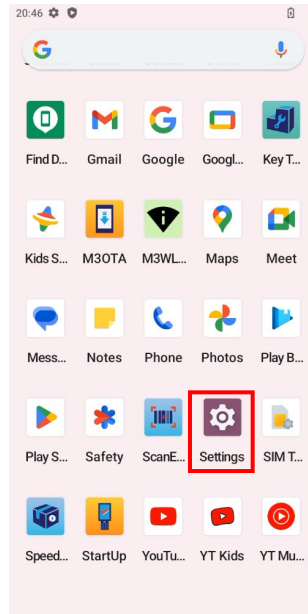 20:46
Find D... Gmail Google Googl... Key T...
Kids S... M3OTA M3WL... Maps Meet
Mess... Notes Phone Photos Play B...
Play S... Safety ScanE... Settings SIM T...
Speed... StartUp YouTu... YT Kids YT Mu...